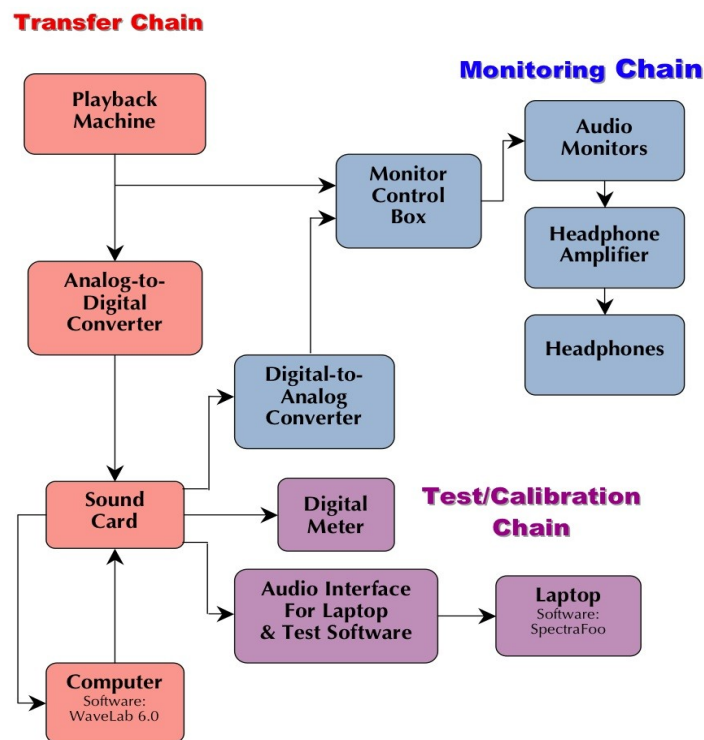 Transfer Chain
Monitoring Chain
Playback
Machine
Audio
Monitors
Monitor
Control
Box
Headphone
Amplifier
Analog-to-
Digital
Converter
Headphones
Digital-to-
Analog
Converter
Sound
Card
Digital
Meter
Test/Calibration
Chain
Audio Interface
For Laptop
& Test Software
Laptop
Software:
SpectraFoo
Computer
Software:
WaveLab 6.0